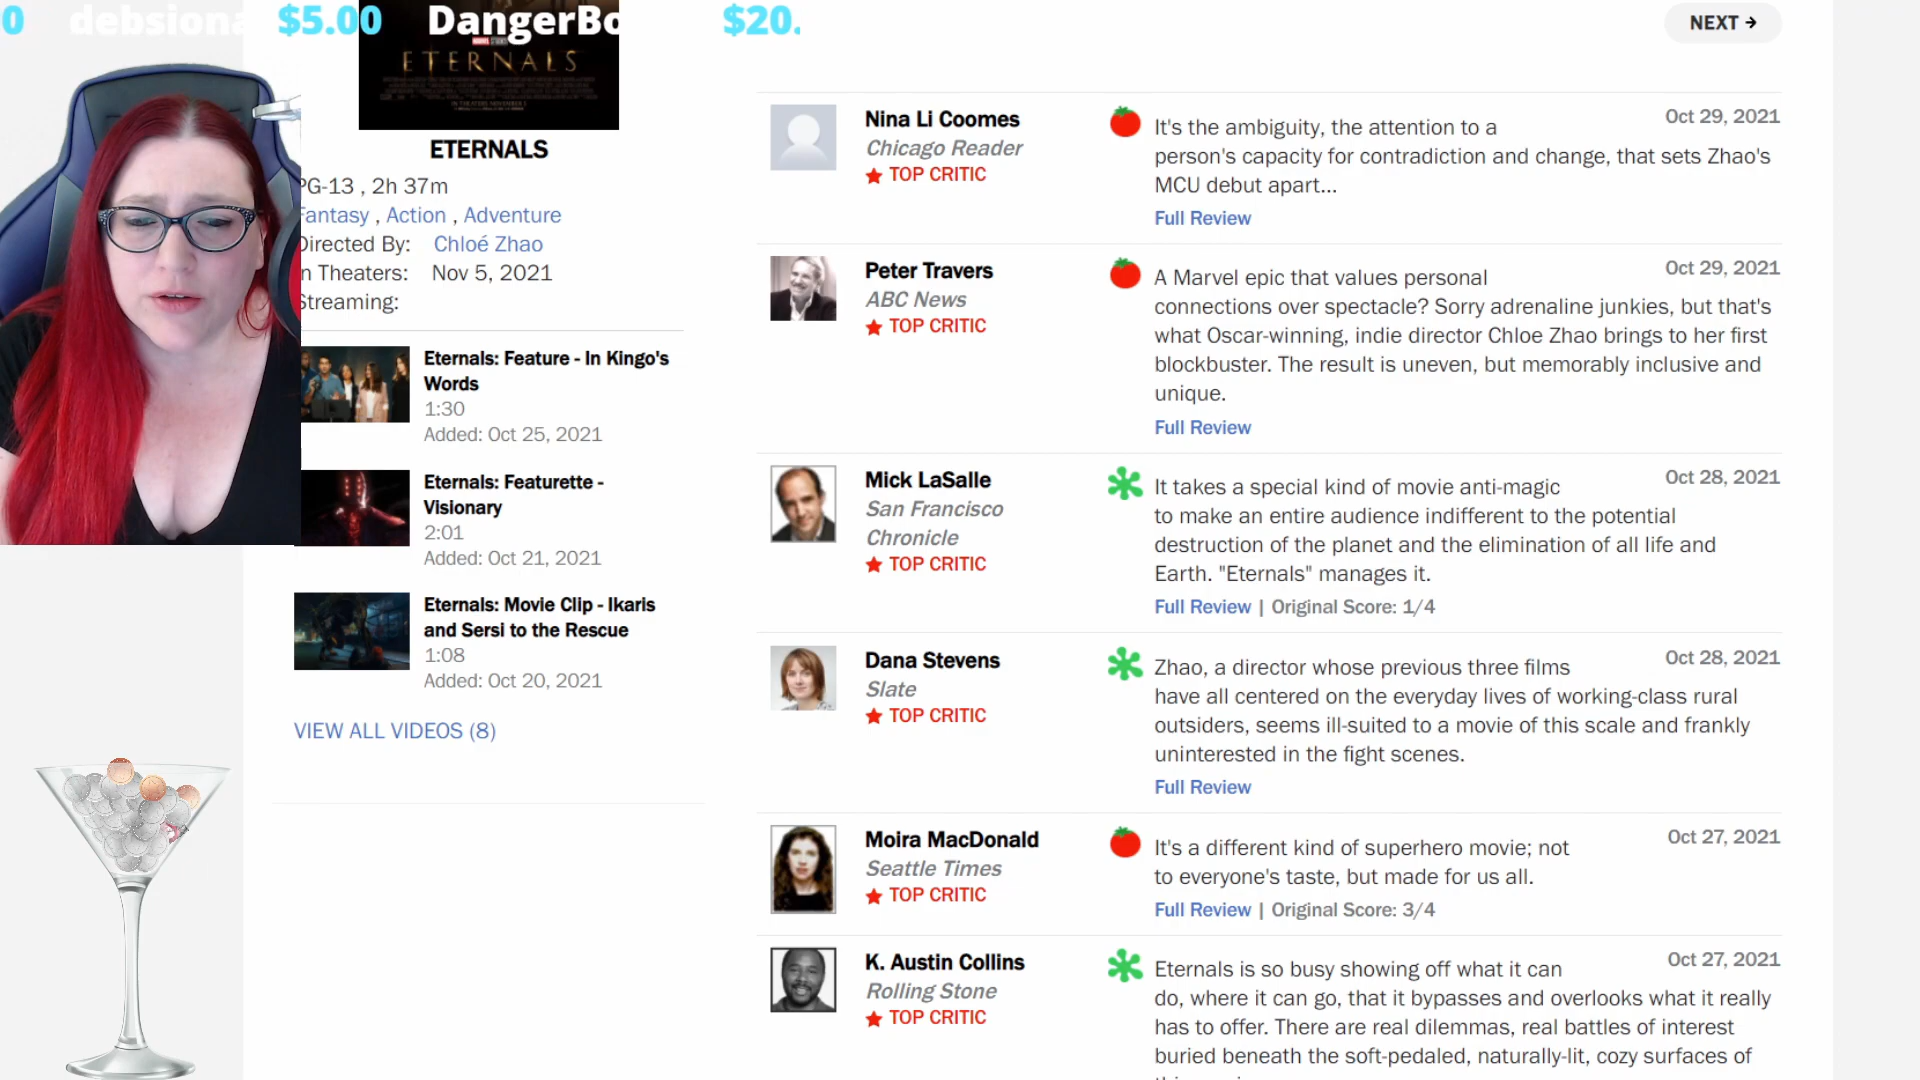 0 debsiona $5.00 DangerBo $20.
NEXT →
ETERNALS
IN THEATERS NOVEMBER 5
ETERNALS
PG-13 , 2h 37m
Fantasy , Action , Adventure
Directed By: Chloé Zhao
In Theaters: Nov 5, 2021
Streaming:
Eternals: Feature - In Kingo's
Words
1:30
Added: Oct 25, 2021
Eternals: Featurette -
Visionary
2:01
Added: Oct 21, 2021
Eternals: Movie Clip - Ikaris
and Sersi to the Rescue
1:08
Added: Oct 20, 2021
VIEW ALL VIDEOS (8)
Nina Li Coomes
Chicago Reader
★ TOP CRITIC
Oct 29, 2021
It's the ambiguity, the attention to a
person's capacity for contradiction and change, that sets Zhao's
MCU debut apart...
Full Review
Peter Travers
ABC News
★ TOP CRITIC
Oct 29, 2021
A Marvel epic that values personal
connections over spectacle? Sorry adrenaline junkies, but that's
what Oscar-winning, indie director Chloe Zhao brings to her first
blockbuster. The result is uneven, but memorably inclusive and
unique.
Full Review
Mick LaSalle
San Francisco
Chronicle
★ TOP CRITIC
Oct 28, 2021
It takes a special kind of movie anti-magic
to make an entire audience indifferent to the potential
destruction of the planet and the elimination of all life and
Earth. "Eternals" manages it.
Full Review | Original Score: 1/4
Dana Stevens
Slate
★ TOP CRITIC
Oct 28, 2021
Zhao, a director whose previous three films
have all centered on the everyday lives of working-class rural
outsiders, seems ill-suited to a movie of this scale and frankly
uninterested in the fight scenes.
Full Review
Moira MacDonald
Seattle Times
★ TOP CRITIC
Oct 27, 2021
It's a different kind of superhero movie; not
to everyone's taste, but made for us all.
Full Review | Original Score: 3/4
K. Austin Collins
Rolling Stone
★ TOP CRITIC
Oct 27, 2021
Eternals is so busy showing off what it can
do, where it can go, that it bypasses and overlooks what it really
has to offer. There are real dilemmas, real battles of interest
buried beneath the soft-pedaled, naturally-lit, cozy surfaces of